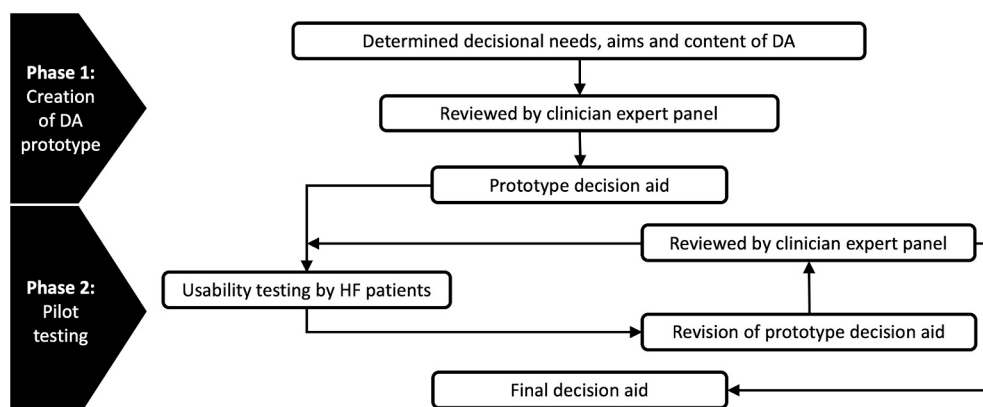 Phase 1:
Creation
of DA
prototype
Determined decisional needs, aims and content of DA
Reviewed by clinician expert panel
Prototype decision aid
Phase 2:
Pilot
testing
Reviewed by clinician expert panel
Usability testing by HF patients
Revision of prototype decision aid
Final decision aid